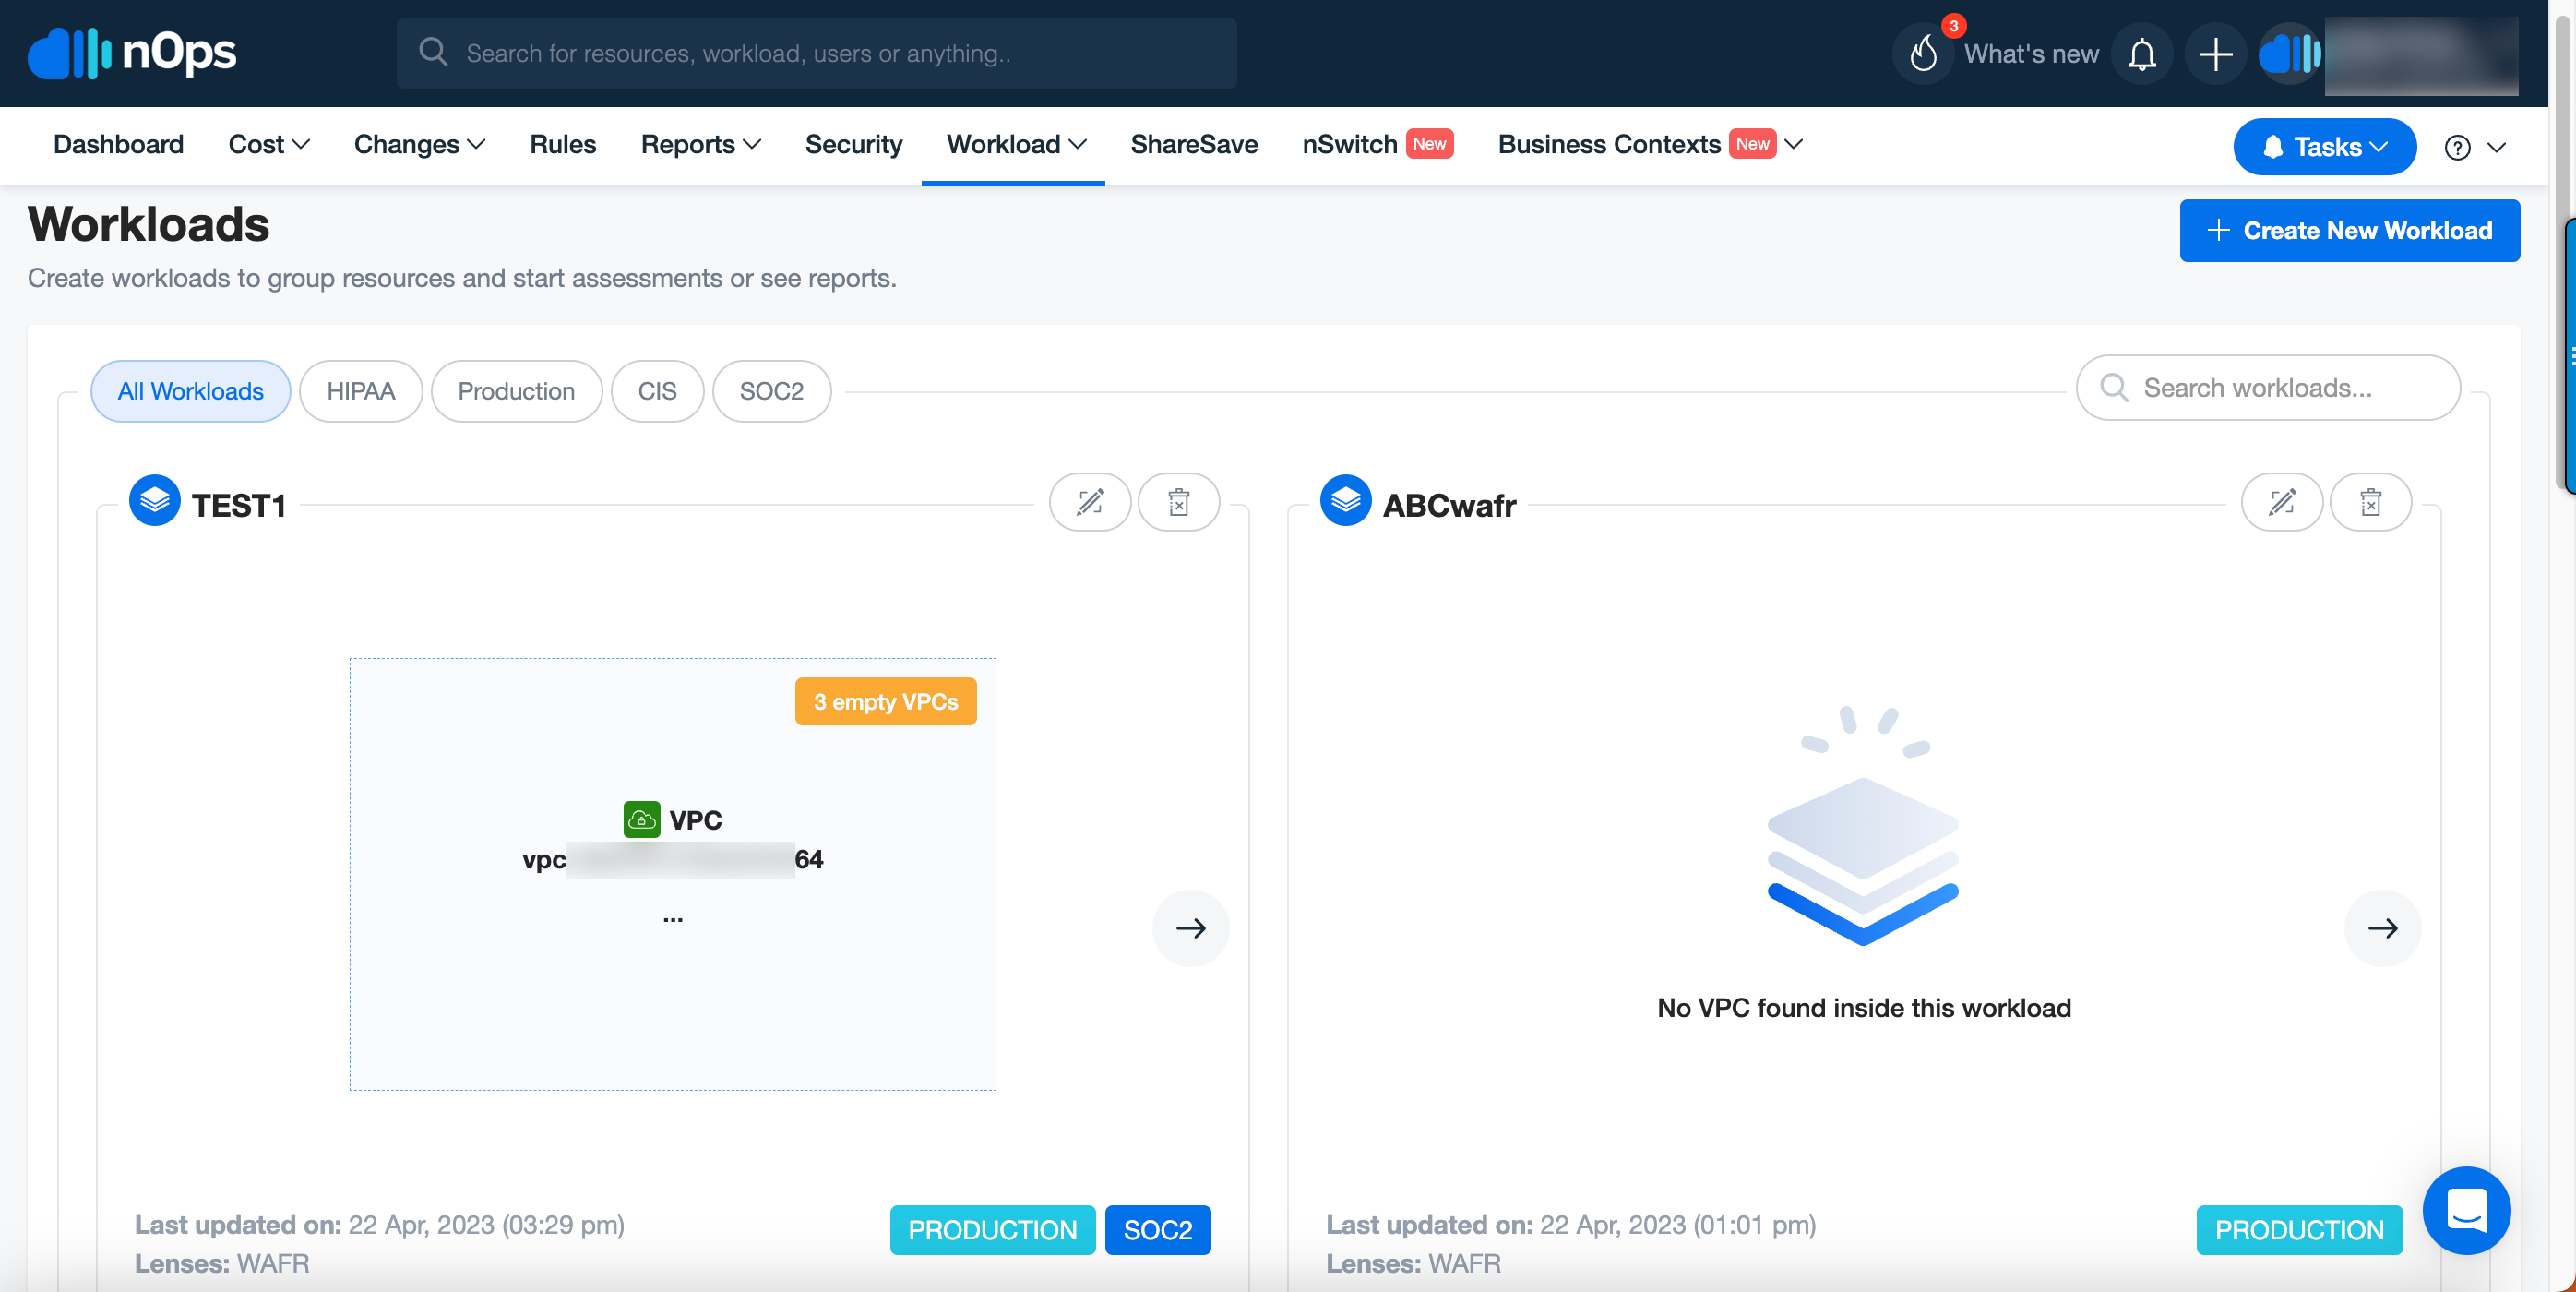 nOps
Search for resources, workload, users or anything..
3
What's new
Dashboard Cost Changes Rules Reports Security Workload ShareSave nSwitch New Business Contexts New Tasks ?
Workloads
Create New Workload
Create workloads to group resources and start assessments or see reports.
All Workloads HIPAA Production CIS SOC2 Search workloads...
TEST1
3 empty VPCs
VPC
vpc 64
...
Last updated on: 22 Apr, 2023 (03:29 pm)
PRODUCTION SOC2
Lenses: WAFR
ABCwafr
No VPC found inside this workload
Last updated on: 22 Apr, 2023 (01:01 pm)
PRODUCTION
Lenses: WAFR